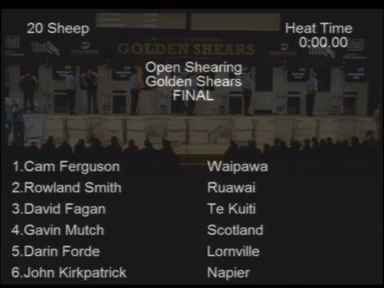 20 Sheep
Heat Time
0:00.00
GOLDEN SHEARS
Open Shearing
Golden Shears
FINAL
1.Cam Ferguson Waipawa
2.Rowland Smith Ruawai
3.David Fagan Te Kuiti
4.Gavin Mutch Scotland
5.Darin Forde Lornville
6.John Kirkpatrick Napier